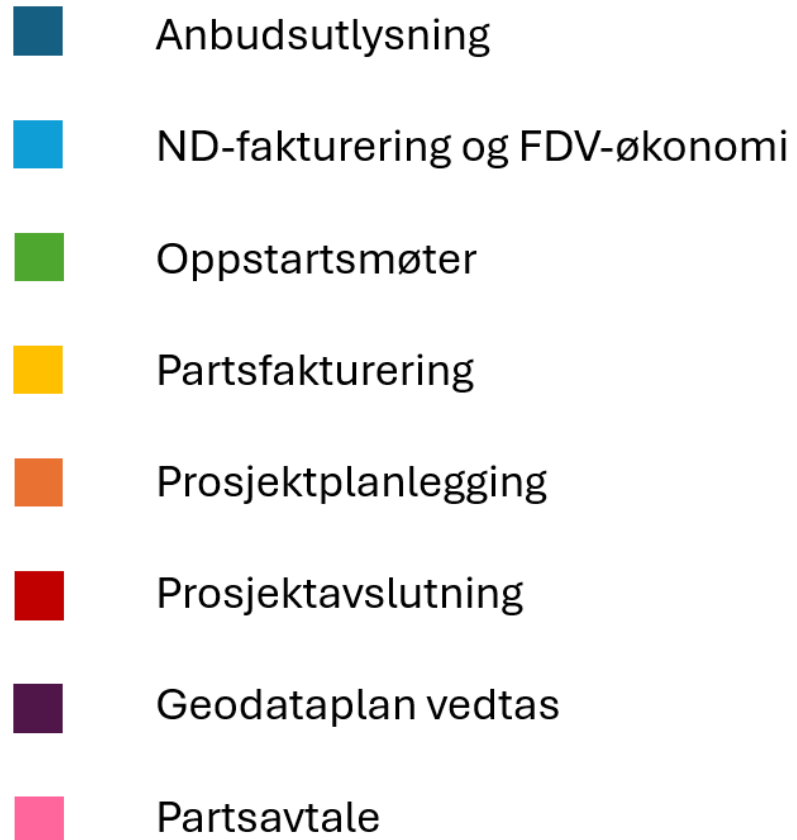 Anbudsutlysning
ND-fakturering og FDV-økonomi
Oppstartsmøter
Partsfakturering
Prosjektplanlegging
Prosjektavslutning
Geodataplan vedtas
Partsavtale